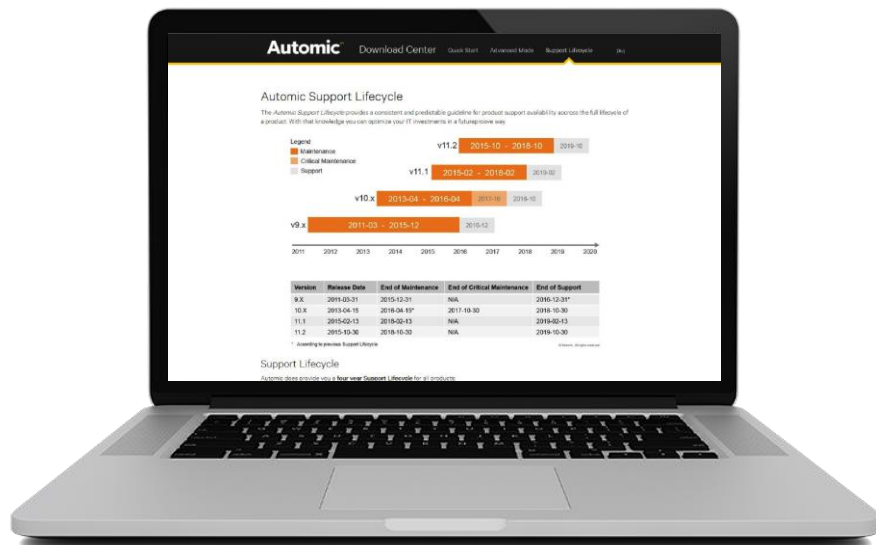 Automic Download Center Quick Start Advanced Mode Support Lifecycle
Automic Support Lifecycle
The Automic Support Lifecycle provides a consistent and predictable guideline for product support availability accross the full lifecycle of
a product. With that knowledge you can optimize your IT investments in a futureproove way.
Legend
Maintenance
Critical Maintenance
Support
v11.2 2015-10 - 2018-10 2019-10
v11.1 2015-02 - 2018-02 2019-02
v10.x 2013-04 - 2016-04 2017-10 2018-10
v9.x 2011-03 - 2015-12 2016-12
2011 2012 2013 2014 2015 2016 2017 2018 2019 2020
Version Release Date End of Maintenance End of Critical Maintenance End of Support
9.X 2011-03-31 2015-12-31 N/A 2016-12-31*
10.X 2013-04-15 2016-04-15* 2017-10-30 2018-10-30
11.1 2015-02-13 2018-02-13 N/A 2019-02-13
11.2 2015-10-30 2018-10-30 N/A 2019-10-30
* According to previous Support Lifecycle
Support Lifecycle
Automic does provide you a four year Support Lifecycle for all products: